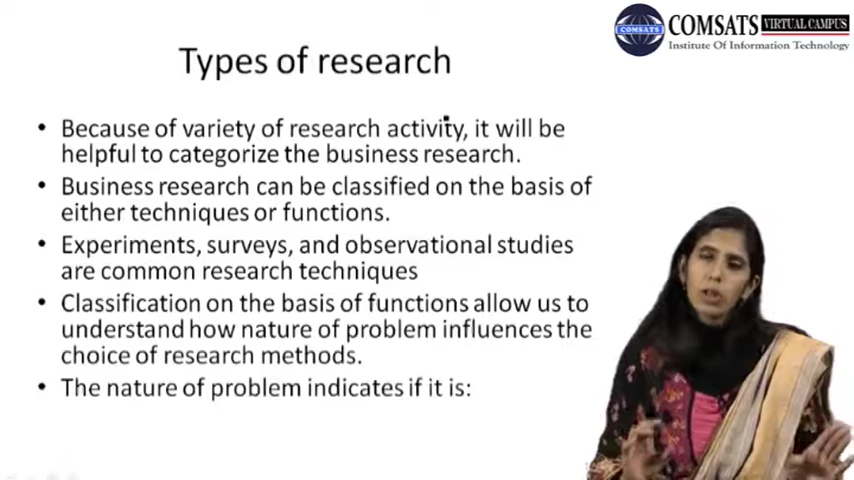 COMSATS VIRTUAL CAMPUS
COMSATS
Institute Of Information Technology
Types of research
• Because of variety of research activity, it will be
helpful to categorize the business research.
• Business research can be classified on the basis of
either techniques or functions.
• Experiments, surveys, and observational studies
are common research techniques
• Classification on the basis of functions allow us to
understand how nature of problem influences the
choice of research methods.
• The nature of problem indicates if it is: